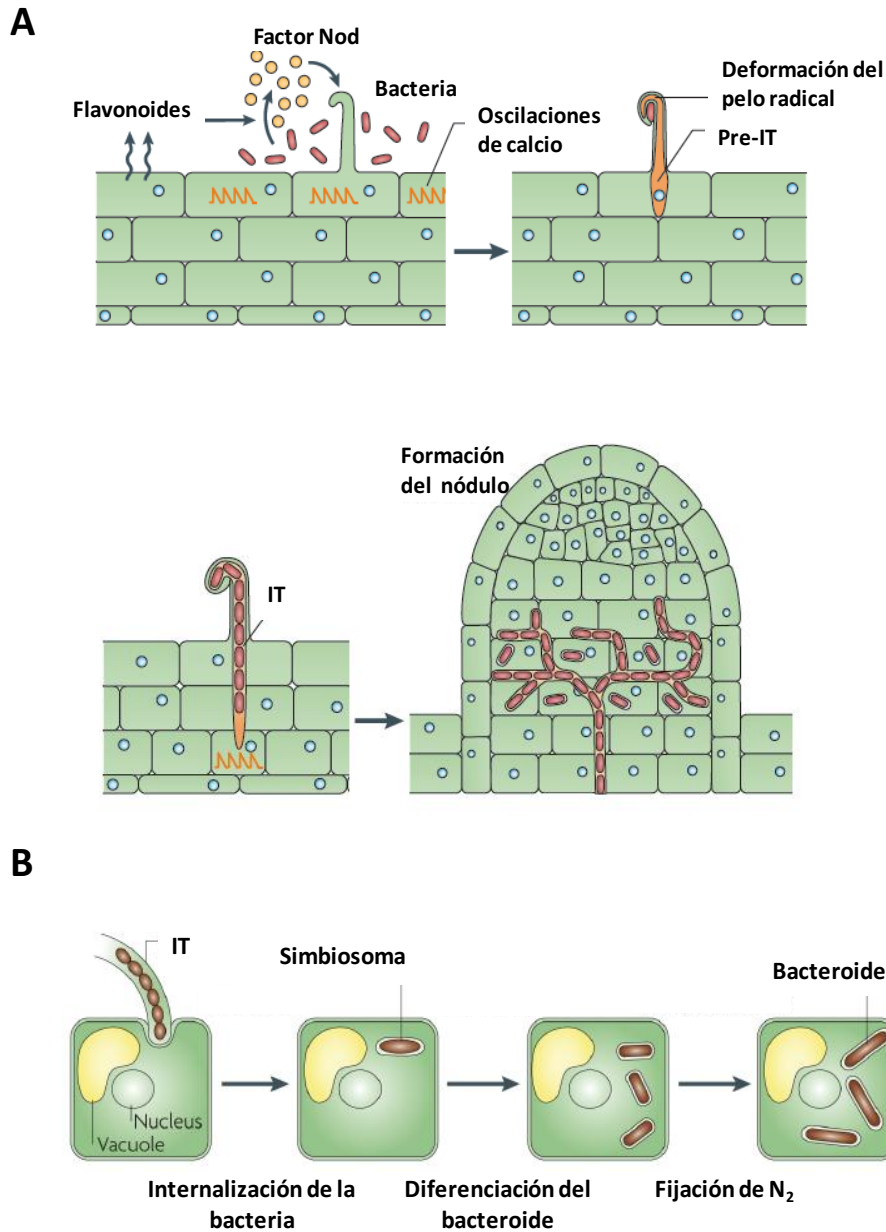 A
Factor Nod
Flavonoides
Bacteria
Oscilaciones
de calcio
Deformación del
pelo radical
Pre-IT
IT
Formación
del nódulo
B
IT
Nucleus
Vacuole
Simbiosoma
Bacteroide
Internalización de la
bacteria
Diferenciación del
bacteroide
Fijación de N₂